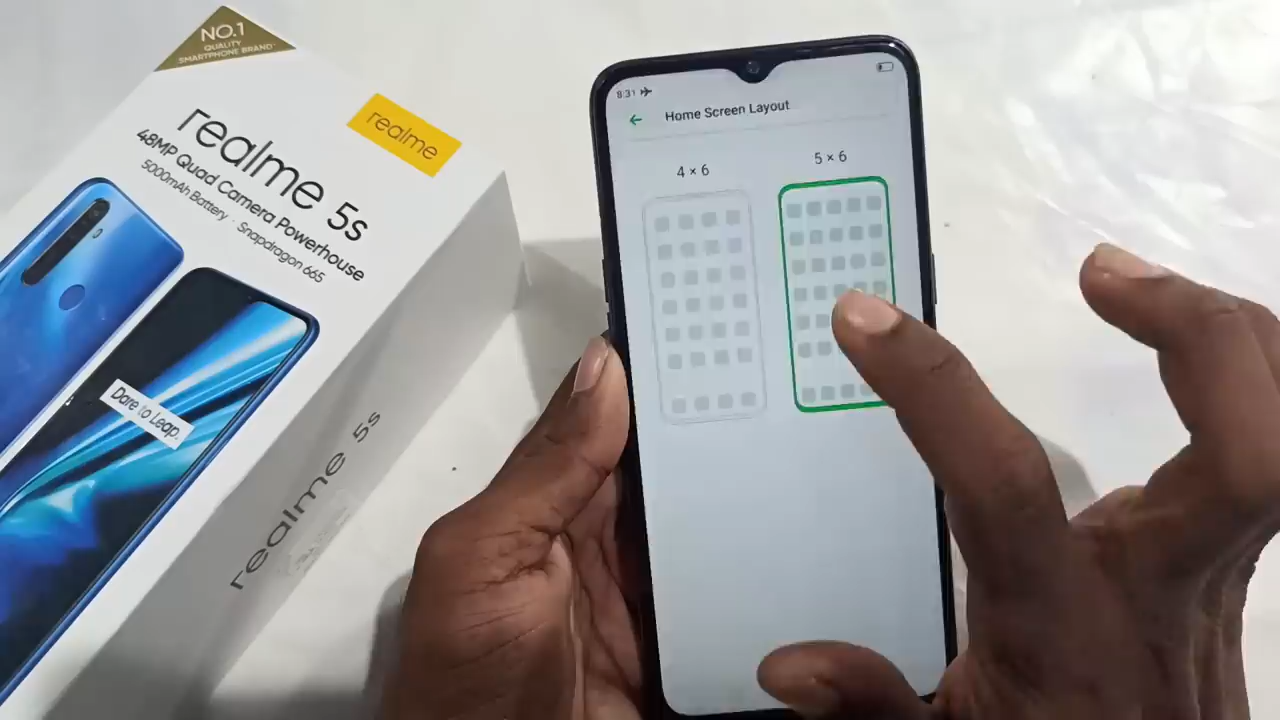 NO.1
QUALITY
SMARTPHONE BRAND
realme
realme 5s
48MP Quad Camera Powerhouse
5000mAh Battery · Snapdragon 665
Dare to Leap.
realme 5s
8:31
Home Screen Layout
4 × 6
5 × 6